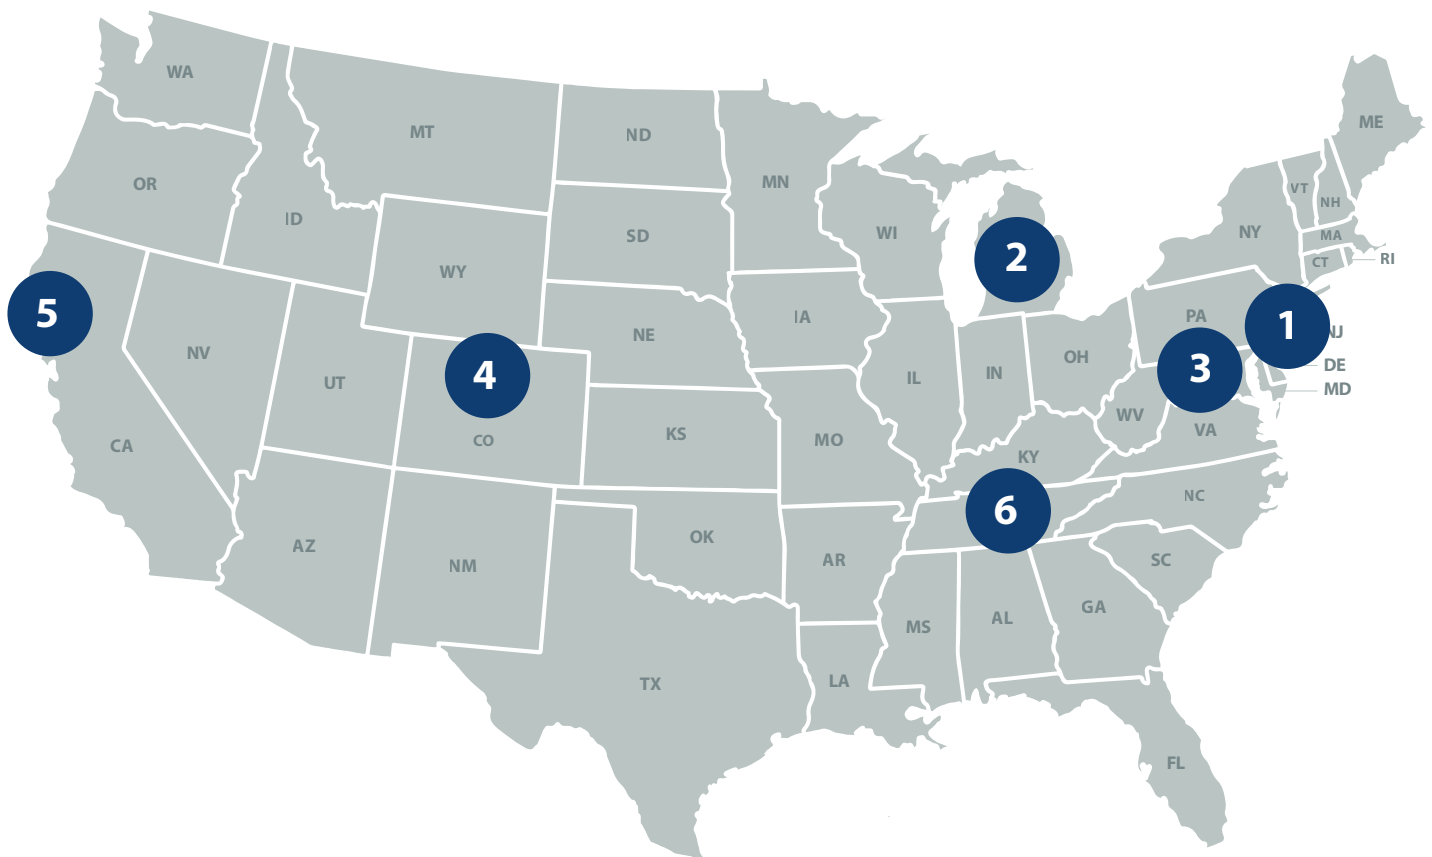 WA
ME
MT
ND
OR
MN
VT
NH
ID
SD
WI
NY
MA
2
CT
RI
WY
5
IA
PA
1
NJ
NE
NV
OH
3
DE
UT
4
IL
IN
MD
WV
CA
CO
KS
MO
VA
KY
NC
6
AZ
OK
AR
SC
NM
GA
MS
AL
TX
LA
FL